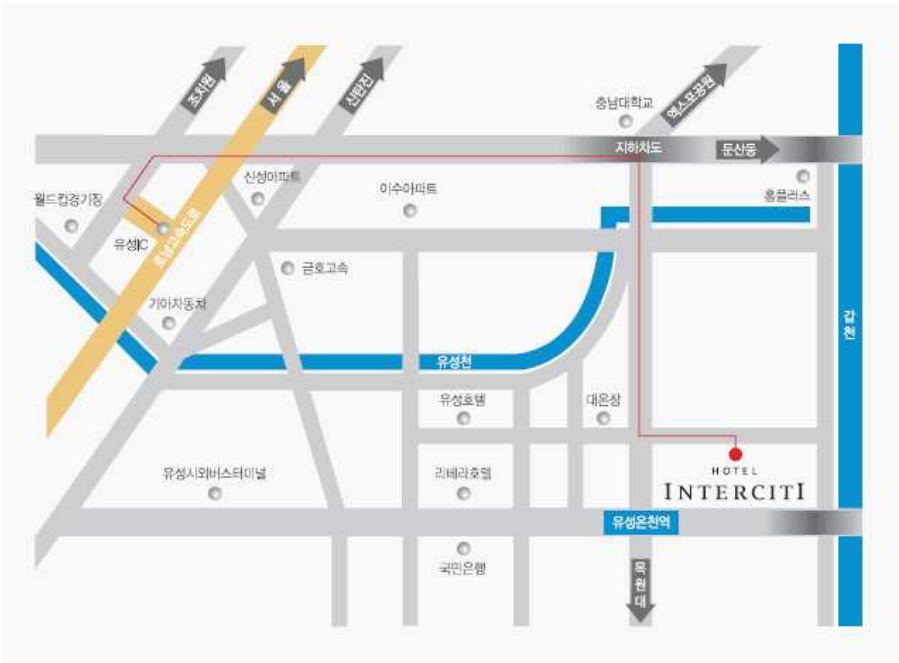 조치원
서울
신탄진
충남대학교
엑스포공원
지하차도
둔산동
월드컵경기장
신성아파트
이수아파트
홈플러스
유성IC
호남고속도로
금호고속
기아자동차
갑천
유성천
유성호텔
대온장
유성시외버스터미널
리베라호텔
HOTEL
INTERCITI
유성온천역
국민은행
목원대